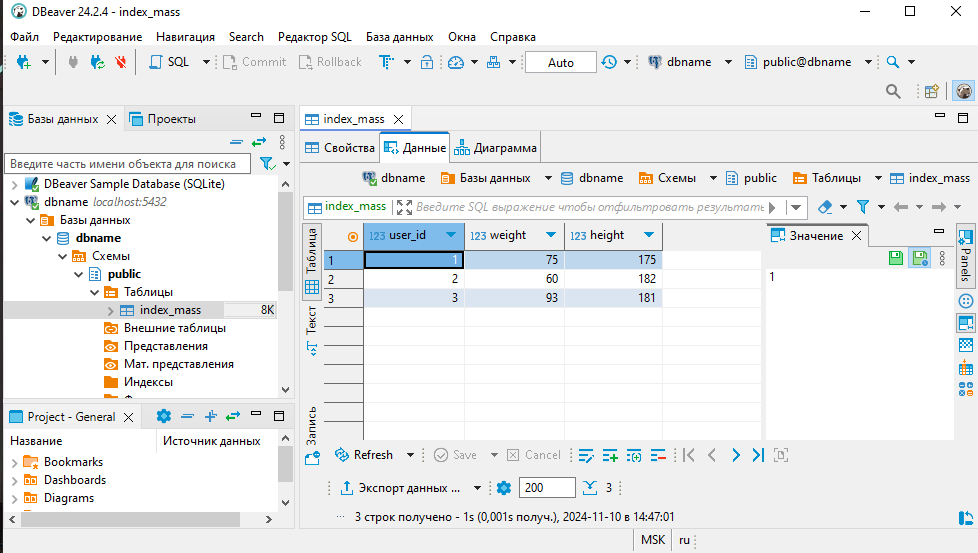 DBeaver 24.2.4 - index_mass
Файл Редактирование Навигация Search Редактор SQL База данных Окна Справка
SQL Commit Rollback Auto dbname public@dbname
Базы данных Проекты
Введите часть имени объекта для поиска
DBeaver Sample Database (SQLite)
dbname localhost:5432
Базы данных
dbname
Схемы
public
Таблицы
index_mass 8K
Внешние таблицы
Представления
Мат. представления
Индексы
Project - General
Название Источник данных
Bookmarks
Dashboards
Diagrams
index_mass
Свойства Данные Диаграмма
dbname Базы данных dbname Схемы public Таблицы index_mass
index_mass Введите SQL выражение чтобы отфильтровать результать
Таблица
Текст
Запись
123 user_id 123 weight 123 height
1 1 75 175
2 2 60 182
3 3 93 181
Значение
1
Panels
Refresh Save Cancel
Экспорт данных ... 200 3
3 строк получено - 1s (0,001s получ.), 2024-11-10 в 14:47:01
MSK ru